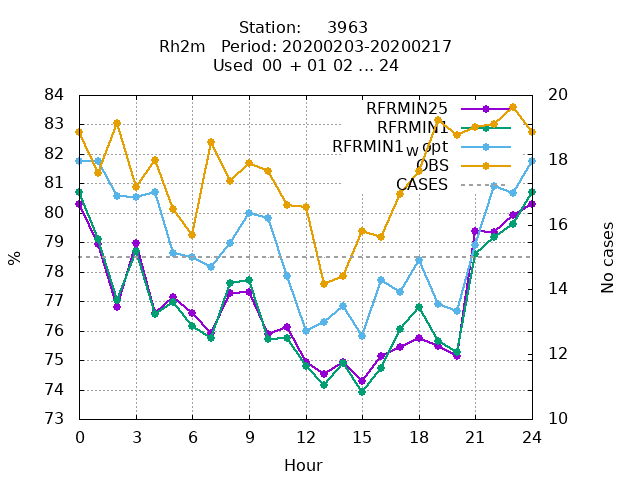 Station: 3963
Rh2m Period: 20200203-20200217
Used 00 + 01 02 ... 24
84 20
83 RFRMIN25
RFRMIN1
82 RFRMIN1_w opt 18
OBS
81 CASES
80 16
79
% 78 No cases
14
77
76
12
75
74
73 10
0 3 6 9 12 15 18 21 24
Hour